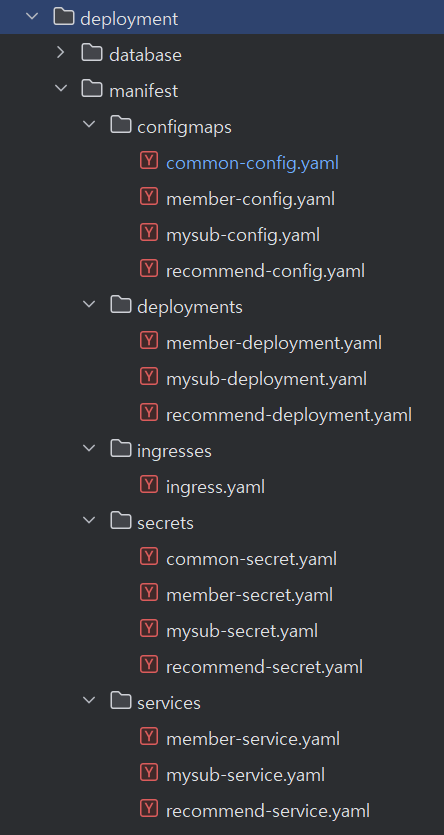 deployment
database
manifest
configmaps
Y common-config.yaml
Y member-config.yaml
Y mysub-config.yaml
Y recommend-config.yaml
deployments
Y member-deployment.yaml
Y mysub-deployment.yaml
Y recommend-deployment.yaml
ingresses
Y ingress.yaml
secrets
Y common-secret.yaml
Y member-secret.yaml
Y mysub-secret.yaml
Y recommend-secret.yaml
services
Y member-service.yaml
Y mysub-service.yaml
Y recommend-service.yaml